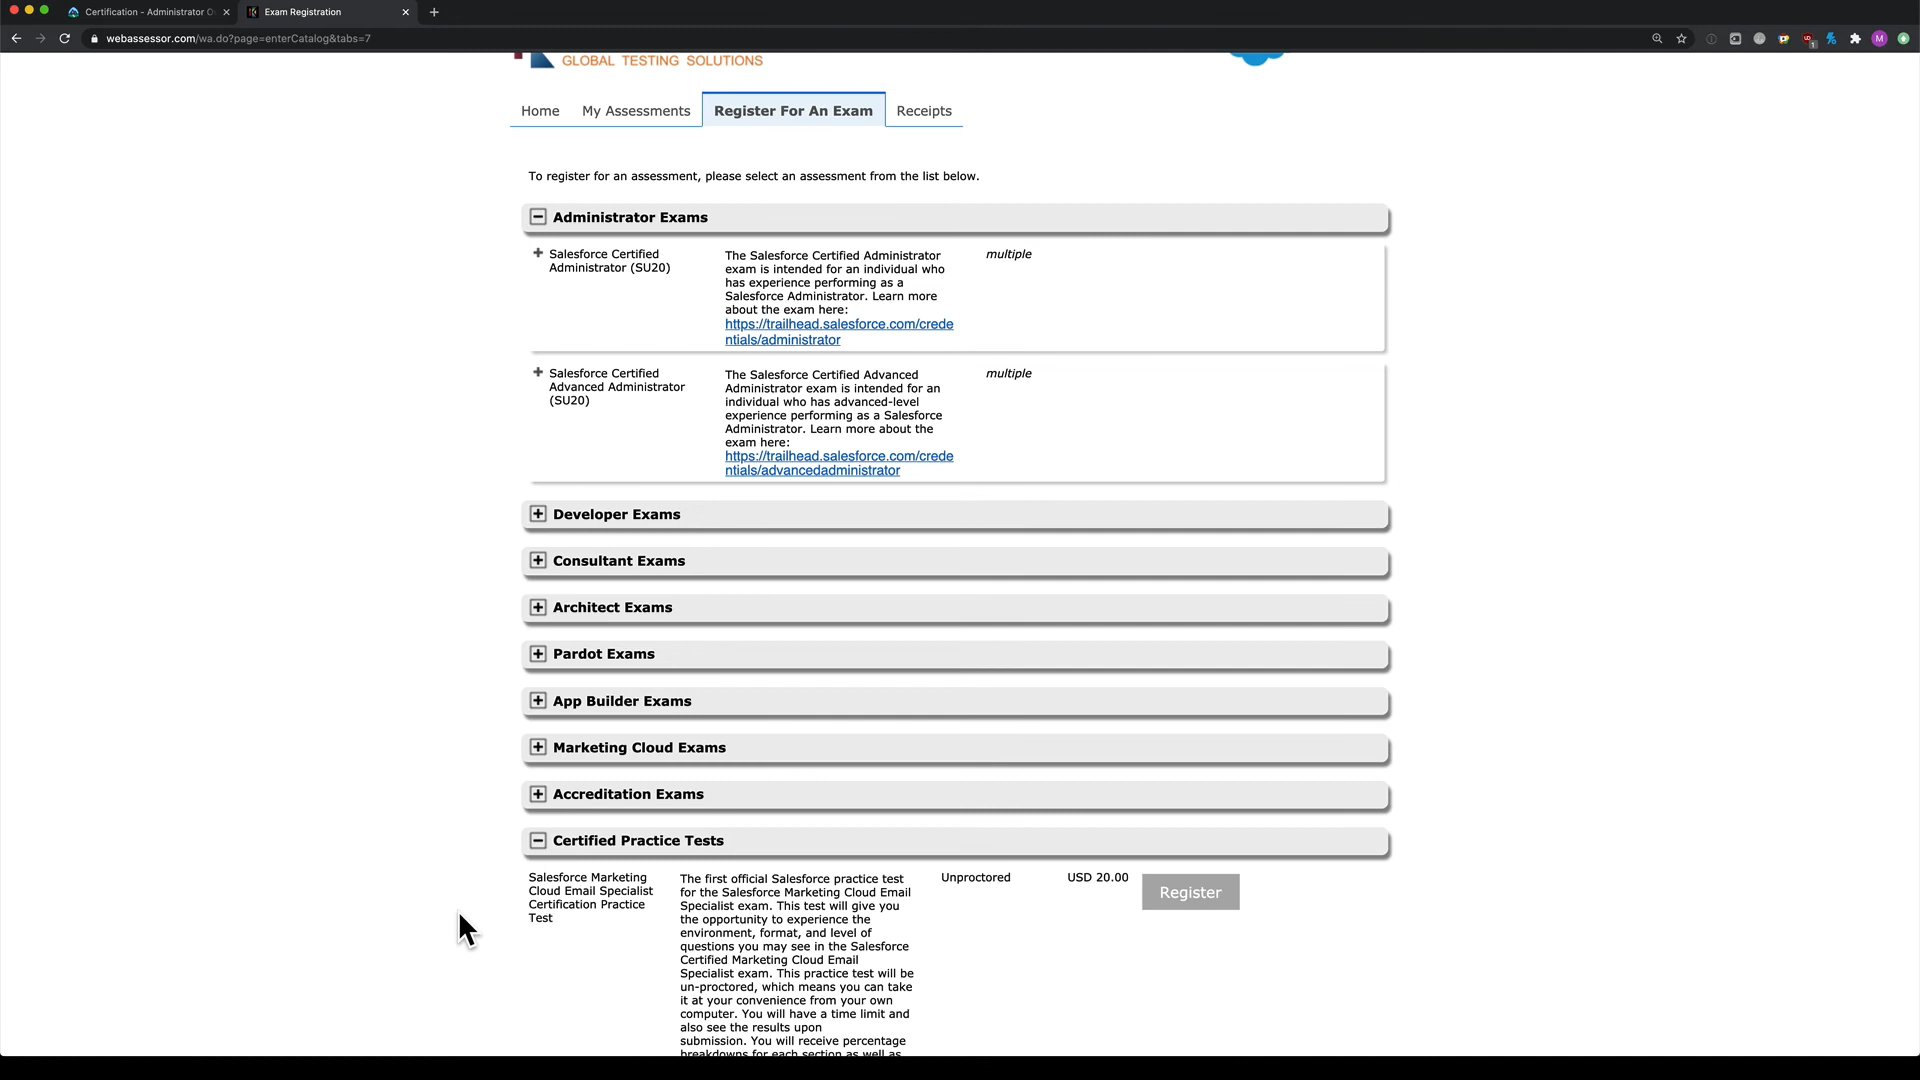 Certification - Administrator O
Exam Registration
webassessor.com/wa.do?page=enterCatalog&tabs=7
M
1
GLOBAL TESTING SOLUTIONS
Home
My Assessments
Register For An Exam
Receipts
To register for an assessment, please select an assessment from the list below.
Administrator Exams
Salesforce Certified
Administrator (SU20)
The Salesforce Certified Administrator
exam is intended for an individual who
has experience performing as a
Salesforce Administrator. Learn more
about the exam here:
https://trailhead.salesforce.com/crede
ntials/administrator
multiple
Salesforce Certified
Advanced Administrator
(SU20)
The Salesforce Certified Advanced
Administrator exam is intended for an
individual who has advanced-level
experience performing as a Salesforce
Administrator. Learn more about the
exam here:
https://trailhead.salesforce.com/crede
ntials/advancedadministrator
multiple
Developer Exams
Consultant Exams
Architect Exams
Pardot Exams
App Builder Exams
Marketing Cloud Exams
Accreditation Exams
Certified Practice Tests
Salesforce Marketing
Cloud Email Specialist
Certification Practice
Test
The first official Salesforce practice test
for the Salesforce Marketing Cloud Email
Specialist exam. This test will give you
the opportunity to experience the
environment, format, and level of
questions you may see in the Salesforce
Certified Marketing Cloud Email
Specialist exam. This practice test will be
un-proctored, which means you can take
it at your convenience from your own
computer. You will have a time limit and
also see the results upon
submission. You will receive percentage
breakdowns for each section as well as
Unproctored
USD 20.00
Register